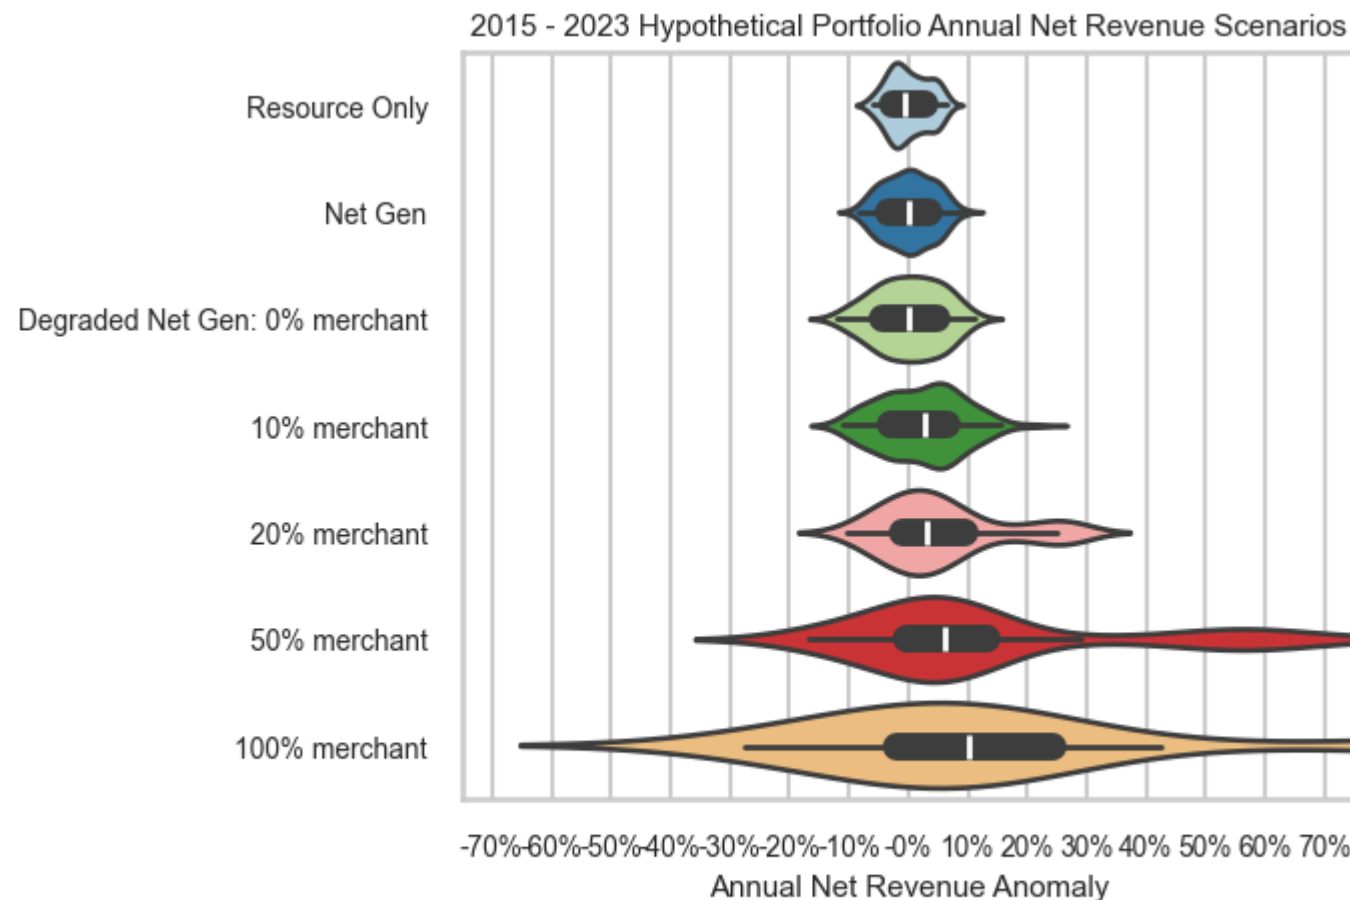 2015 - 2023 Hypothetical Portfolio Annual Net Revenue Scenarios
Resource Only
Net Gen
Degraded Net Gen: 0% merchant
10% merchant
20% merchant
50% merchant
100% merchant
-70%-60%-50%-40%-30%-20%-10% -0% 10% 20% 30% 40% 50% 60% 70%
Annual Net Revenue Anomaly